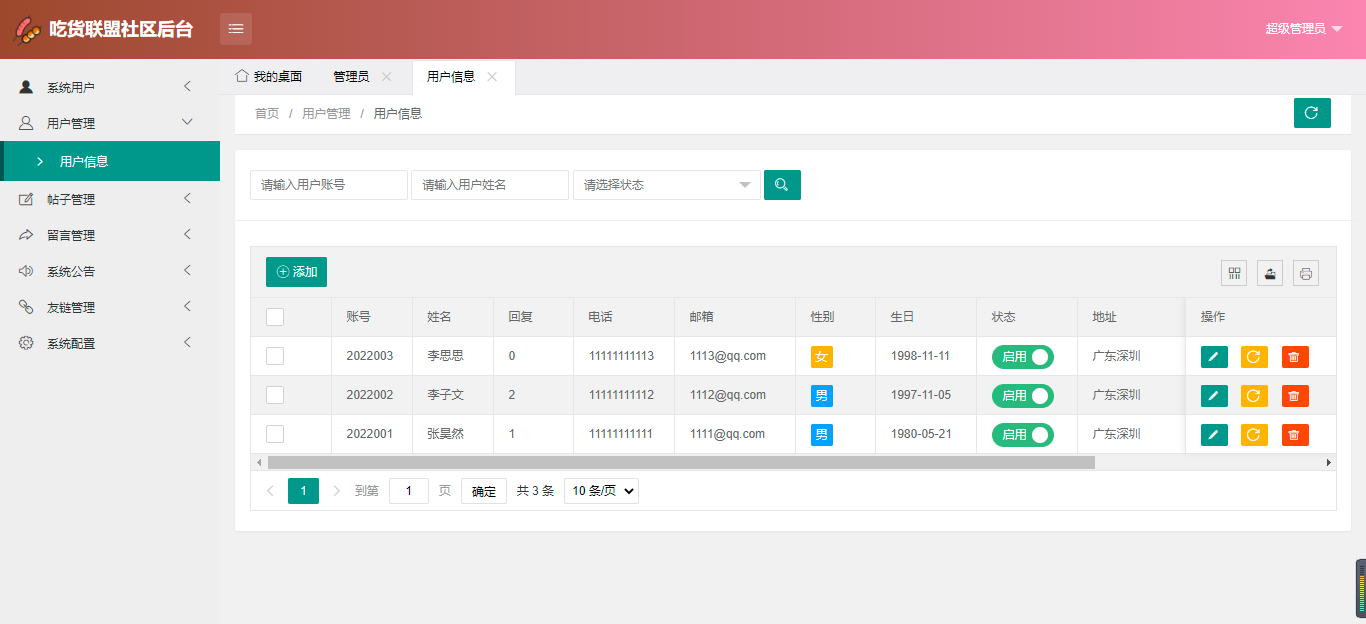 吃货联盟社区后台
超级管理员
系统用户
用户管理
用户信息
帖子管理
留言管理
系统公告
友链管理
系统配置
我的桌面 管理员 用户信息
首页 / 用户管理 / 用户信息
请输入用户账号 请输入用户姓名 请选择状态
添加
账号 姓名 回复 电话 邮箱 性别 生日 状态 地址 操作
2022003 李思思 0 11111111113 1113@qq.com 女 1998-11-11 启用 广东深圳
2022002 李子文 2 11111111112 1112@qq.com 男 1997-11-05 启用 广东深圳
2022001 张昊然 1 11111111111 1111@qq.com 男 1980-05-21 启用 广东深圳
1 到第 1 页 确定 共 3 条 10 条/页